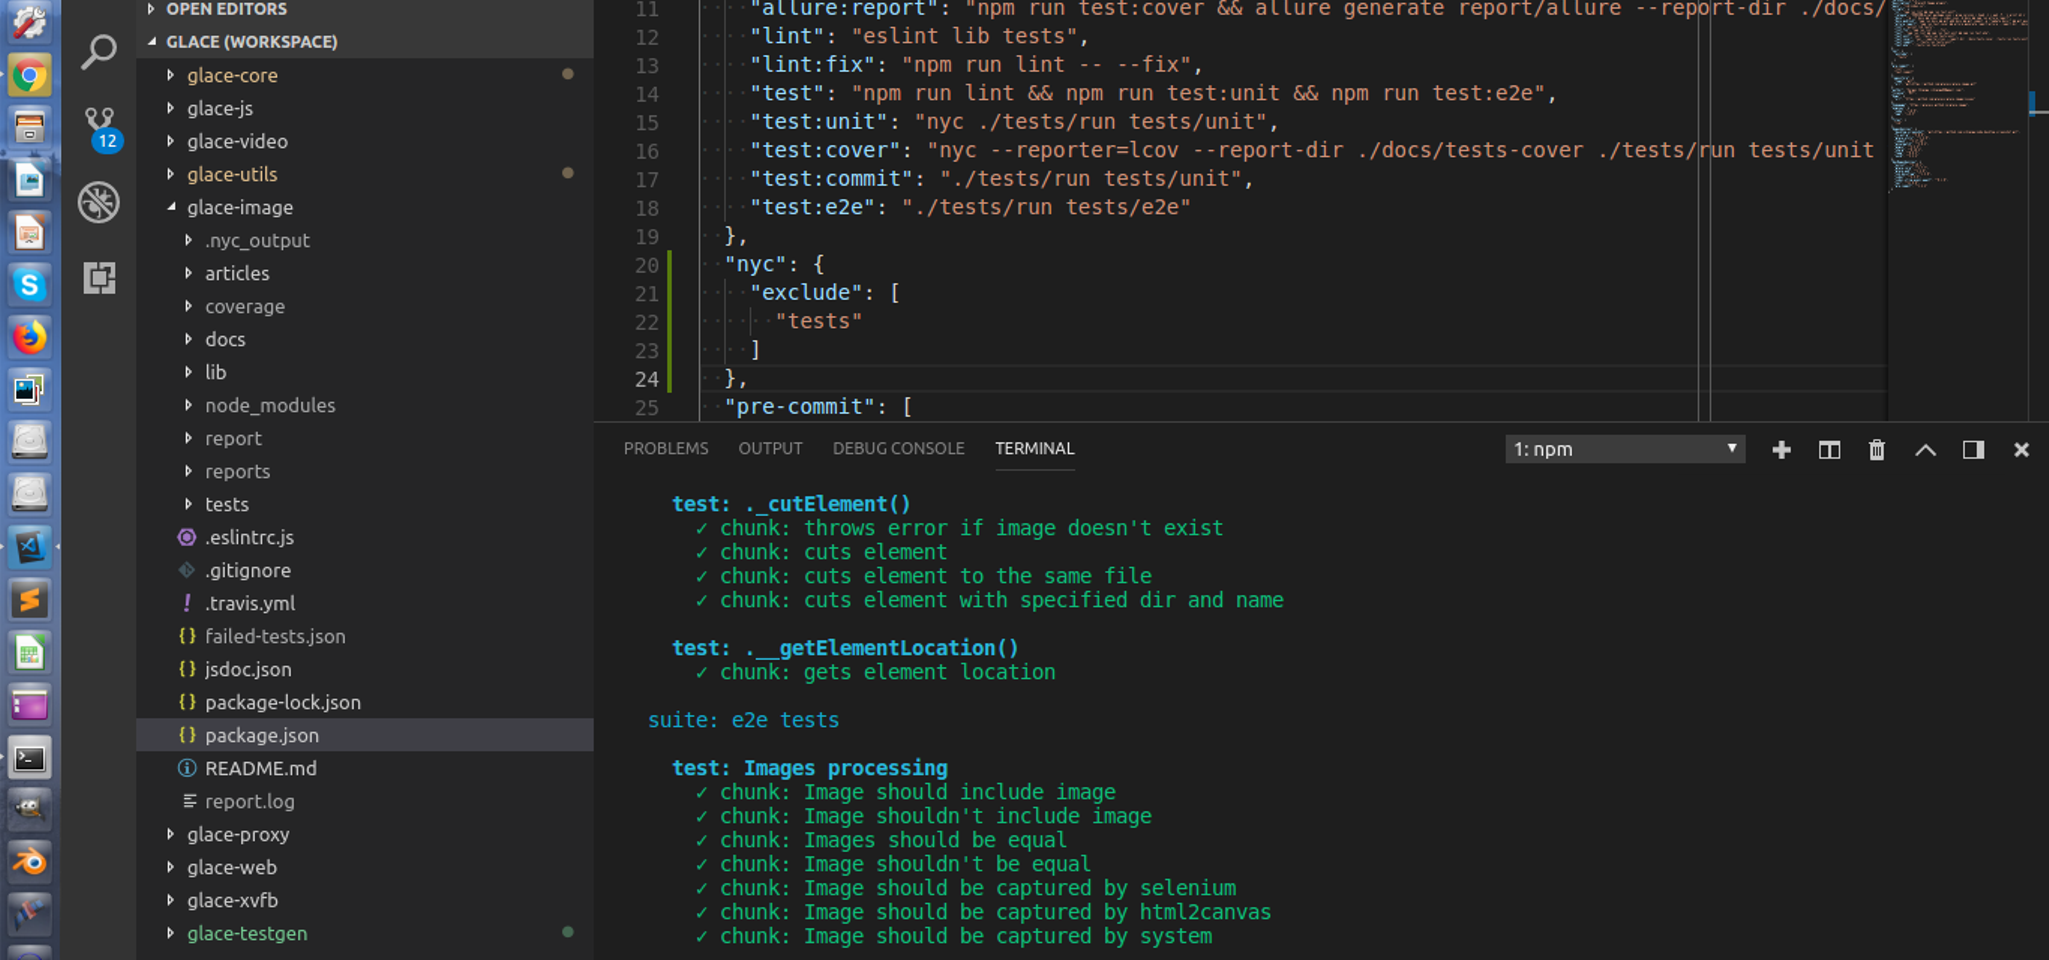 OPEN EDITORS
GLACE (WORKSPACE)
glace-core
glace-js
glace-video
glace-utils
glace-image
.nyc_output
articles
coverage
docs
lib
node_modules
report
reports
tests
.eslintrc.js
.gitignore
.travis.yml
failed-tests.json
jsdoc.json
package-lock.json
package.json
README.md
report.log
glace-proxy
glace-web
glace-xvfb
glace-testgen
12
11 "allure:report": "npm run test:cover && allure generate report/allure --report-dir ./docs/
12 "lint": "eslint lib tests",
13 "lint:fix": "npm run lint -- --fix",
14 "test": "npm run lint && npm run test:unit && npm run test:e2e",
15 "test:unit": "nyc ./tests/run tests/unit",
16 "test:cover": "nyc --reporter=lcov --report-dir ./docs/tests-cover ./tests/run tests/unit
17 "test:commit": "./tests/run tests/unit",
18 "test:e2e": "./tests/run tests/e2e"
19 },
20 "nyc": {
21 "exclude": [
22 "tests"
23 ]
24 },
25 "pre-commit": [
PROBLEMS OUTPUT DEBUG CONSOLE TERMINAL 1: npm
test: ._cutElement()
✓ chunk: throws error if image doesn't exist
✓ chunk: cuts element
✓ chunk: cuts element to the same file
✓ chunk: cuts element with specified dir and name
test: .__getElementLocation()
✓ chunk: gets element location
suite: e2e tests
test: Images processing
✓ chunk: Image should include image
✓ chunk: Image shouldn't include image
✓ chunk: Images should be equal
✓ chunk: Image shouldn't be equal
✓ chunk: Image should be captured by selenium
✓ chunk: Image should be captured by html2canvas
✓ chunk: Image should be captured by system